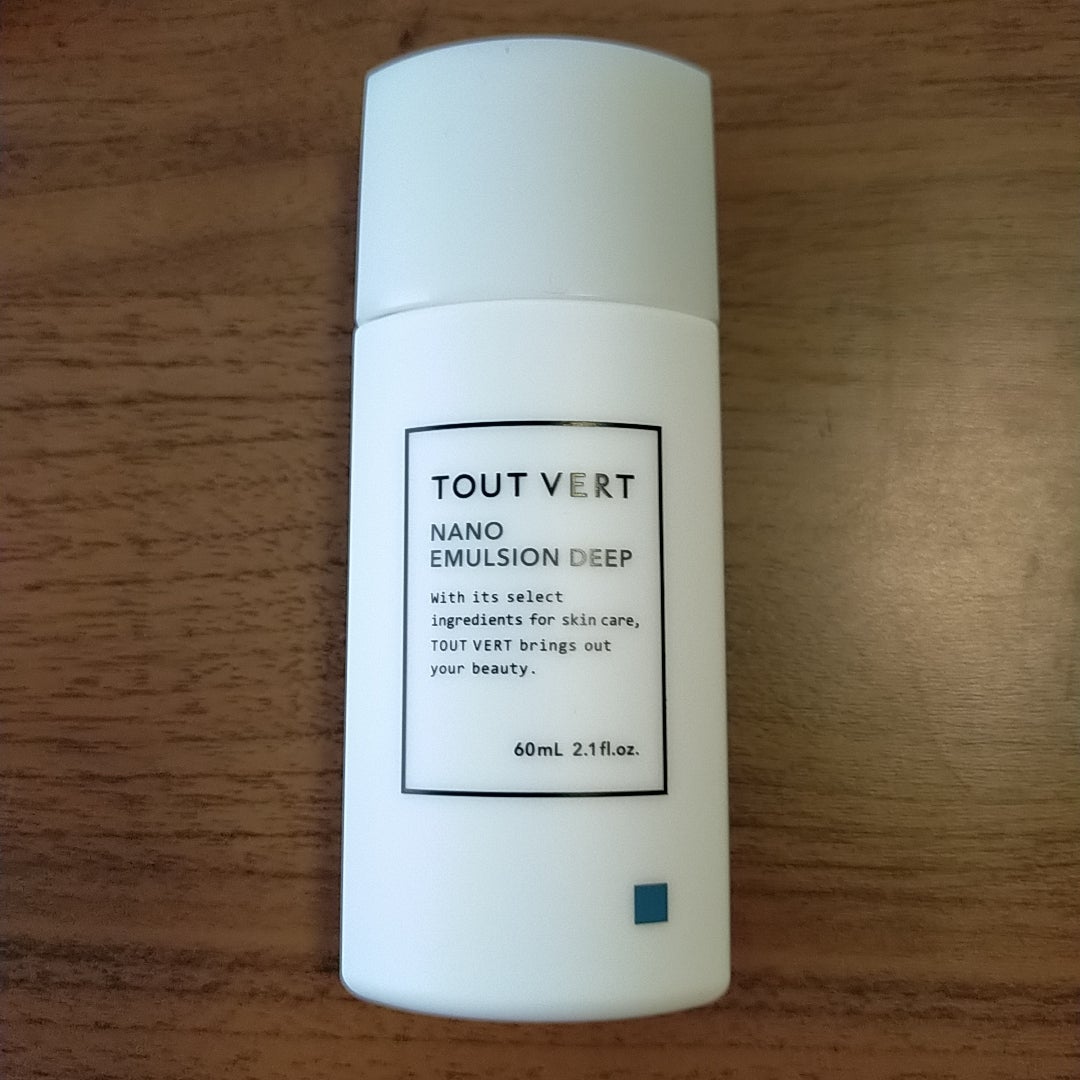 TOUT VERT
NANO
EMULSION DEEP
With its select
ingredients for skin care,
TOUT VERT brings out
your beauty.
60mL 2.1fl.oz.